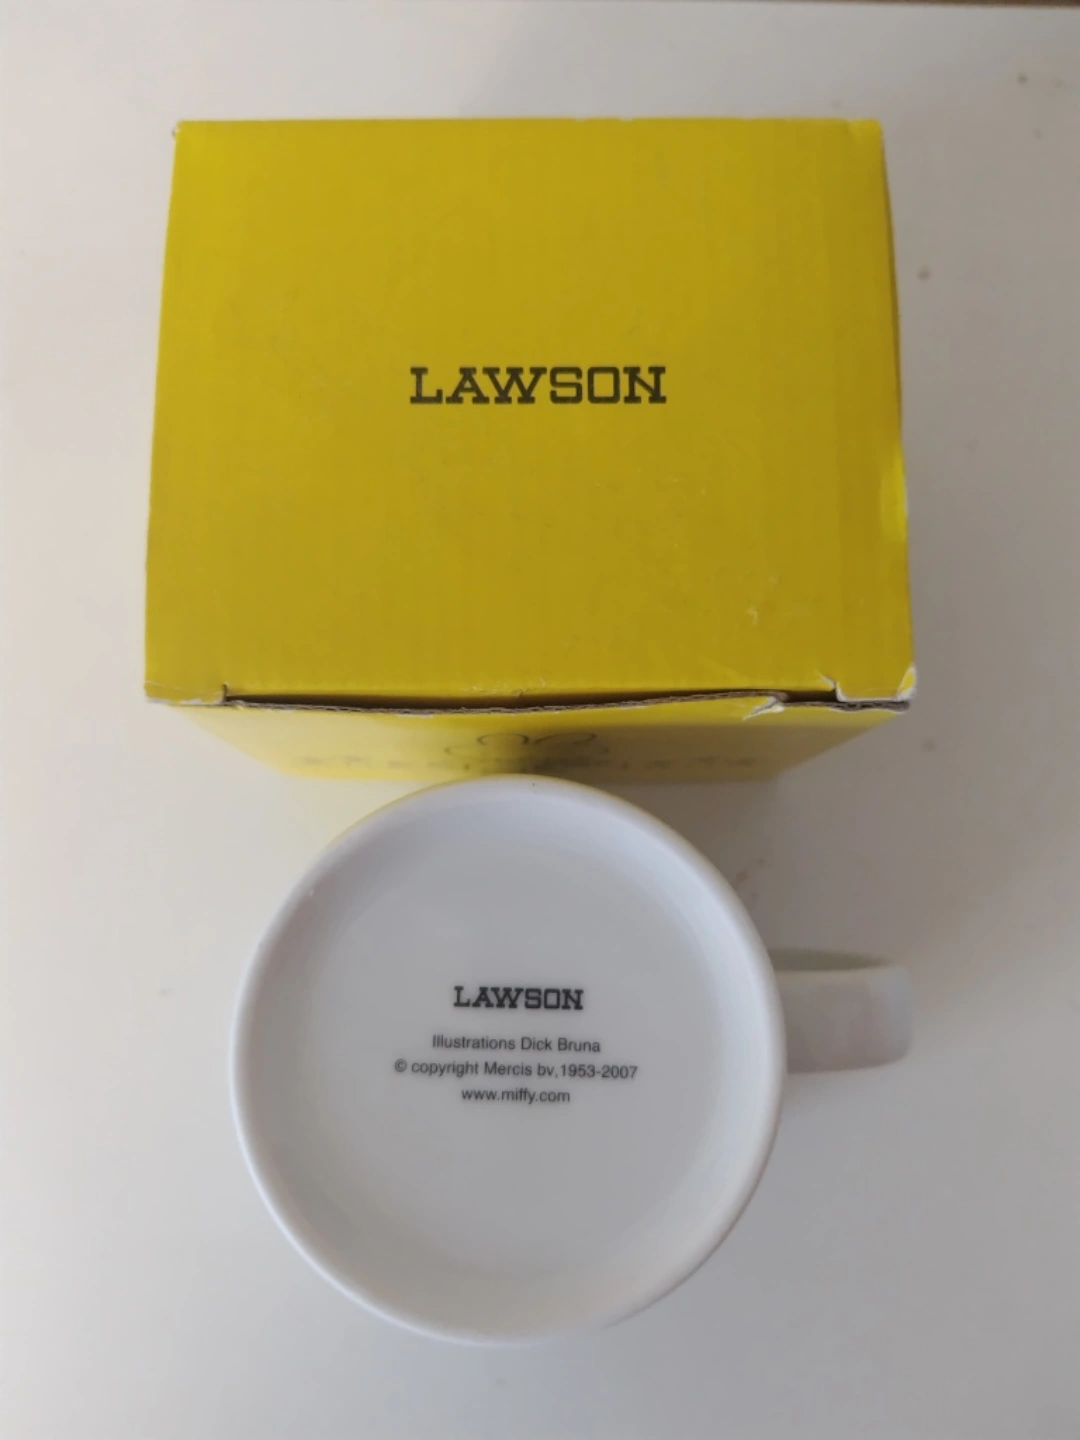 LAWSON
LAWSON
Illustrations Dick Bruna
© copyright Mercis bv,1953-2007
www.miffy.com